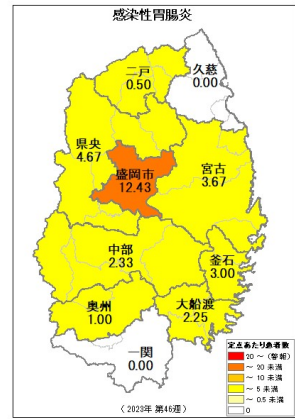 感染性胃腸炎
久慈
0.00
二戸
0.50
県央
4.67
盛岡市
12.43
宮古
3.67
中部
2.33
釜石
3.00
奥州
1.00
大船渡
2.25
一関
0.00
定点あたり患者数
20 ～ (警報)
～ 20 未満
～ 10 未満
～ 5 未満
～ 0.5 未満
0
(2023年 第46週)